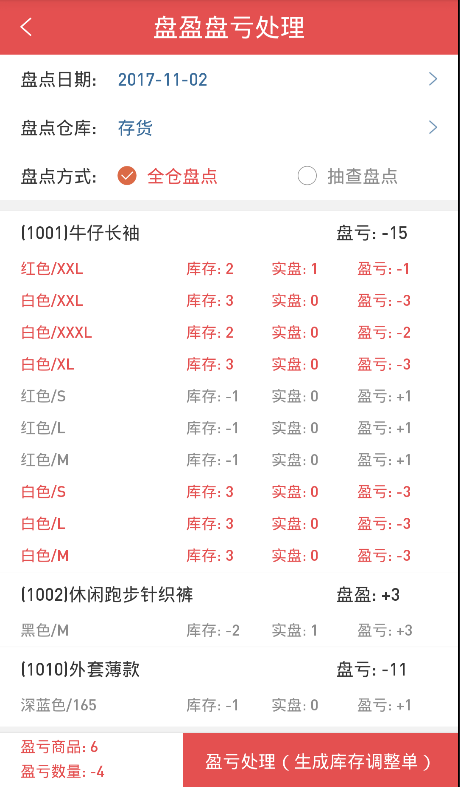 盘盈盘亏处理
盘点日期: 2017-11-02
盘点仓库: 存货
盘点方式: 全仓盘点 抽查盘点
(1001)牛仔长袖 盘亏: -15
红色/XXL 库存: 2 实盘: 1 盈亏: -1
白色/XXL 库存: 3 实盘: 0 盈亏: -3
白色/XXXL 库存: 2 实盘: 0 盈亏: -2
白色/XL 库存: 3 实盘: 0 盈亏: -3
红色/S 库存: -1 实盘: 0 盈亏: +1
红色/L 库存: -1 实盘: 0 盈亏: +1
红色/M 库存: -1 实盘: 0 盈亏: +1
白色/S 库存: 3 实盘: 0 盈亏: -3
白色/L 库存: 3 实盘: 0 盈亏: -3
白色/M 库存: 3 实盘: 0 盈亏: -3
(1002)休闲跑步针织裤 盘盈: +3
黑色/M 库存: -2 实盘: 1 盈亏: +3
(1010)外套薄款 盘亏: -11
深蓝色/165 库存: -1 实盘: 0 盈亏: +1
盈亏商品: 6
盈亏数量: -4
盈亏处理（生成库存调整单）